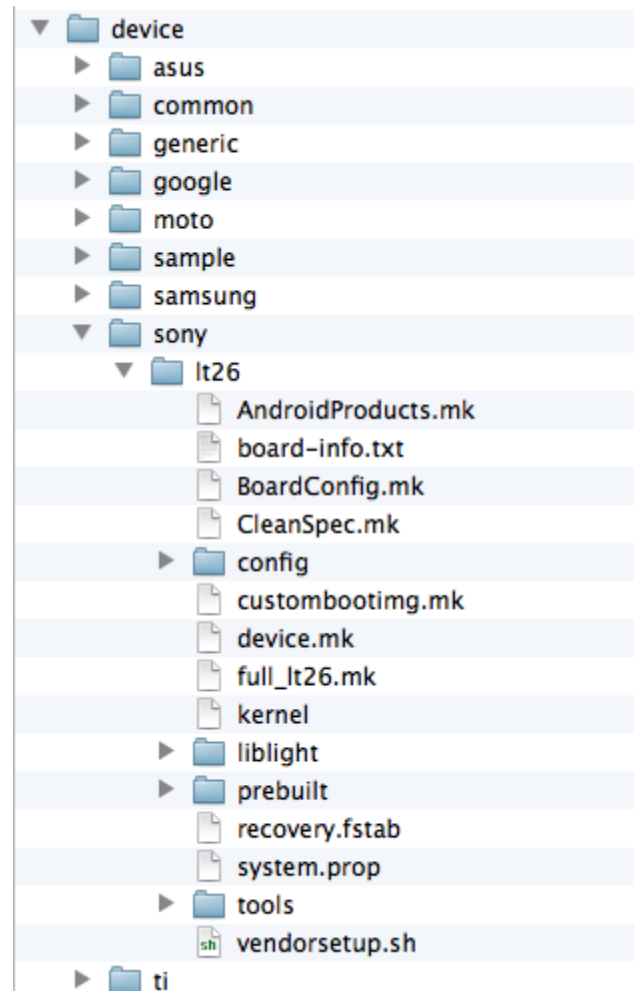 device
asus
common
generic
google
moto
sample
samsung
sony
lt26
AndroidProducts.mk
board-info.txt
BoardConfig.mk
CleanSpec.mk
config
custombootimg.mk
device.mk
full_lt26.mk
kernel
liblight
prebuilt
recovery.fstab
system.prop
tools
sh vendorsetup.sh
ti